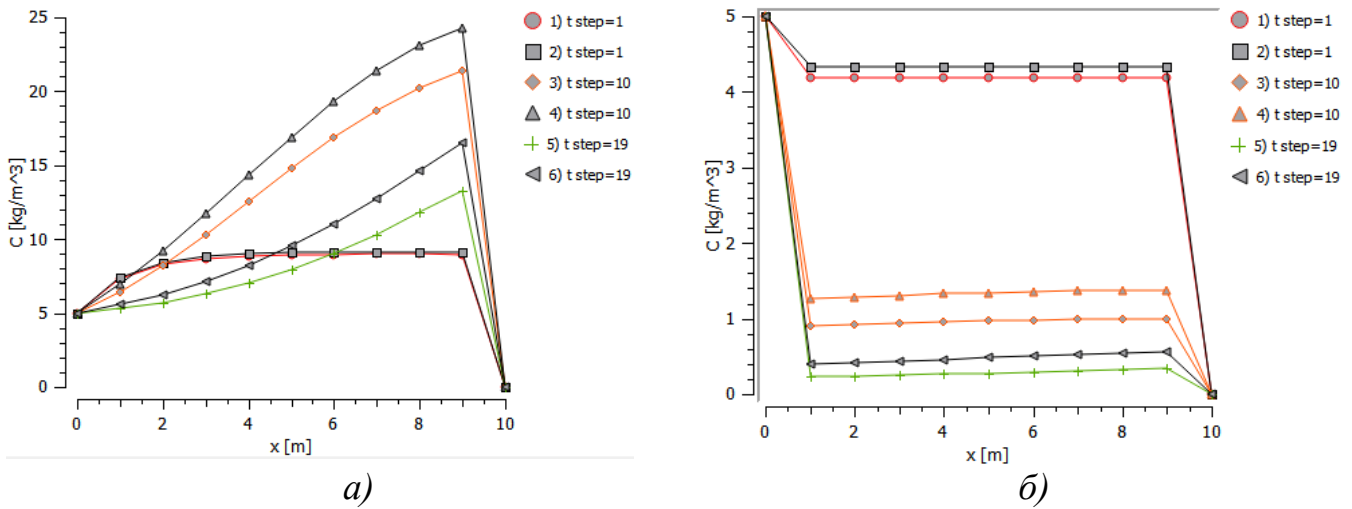 C [kg/m^3]
25
20
15
10
5
0
0 2 4 6 8 10
x [m]
1) t step=1
2) t step=1
3) t step=10
4) t step=10
5) t step=19
6) t step=19
а)
C [kg/m^3]
5
4
3
2
1
0
0 2 4 6 8 10
x [m]
1) t step=1
2) t step=1
3) t step=10
4) t step=10
5) t step=19
6) t step=19
б)